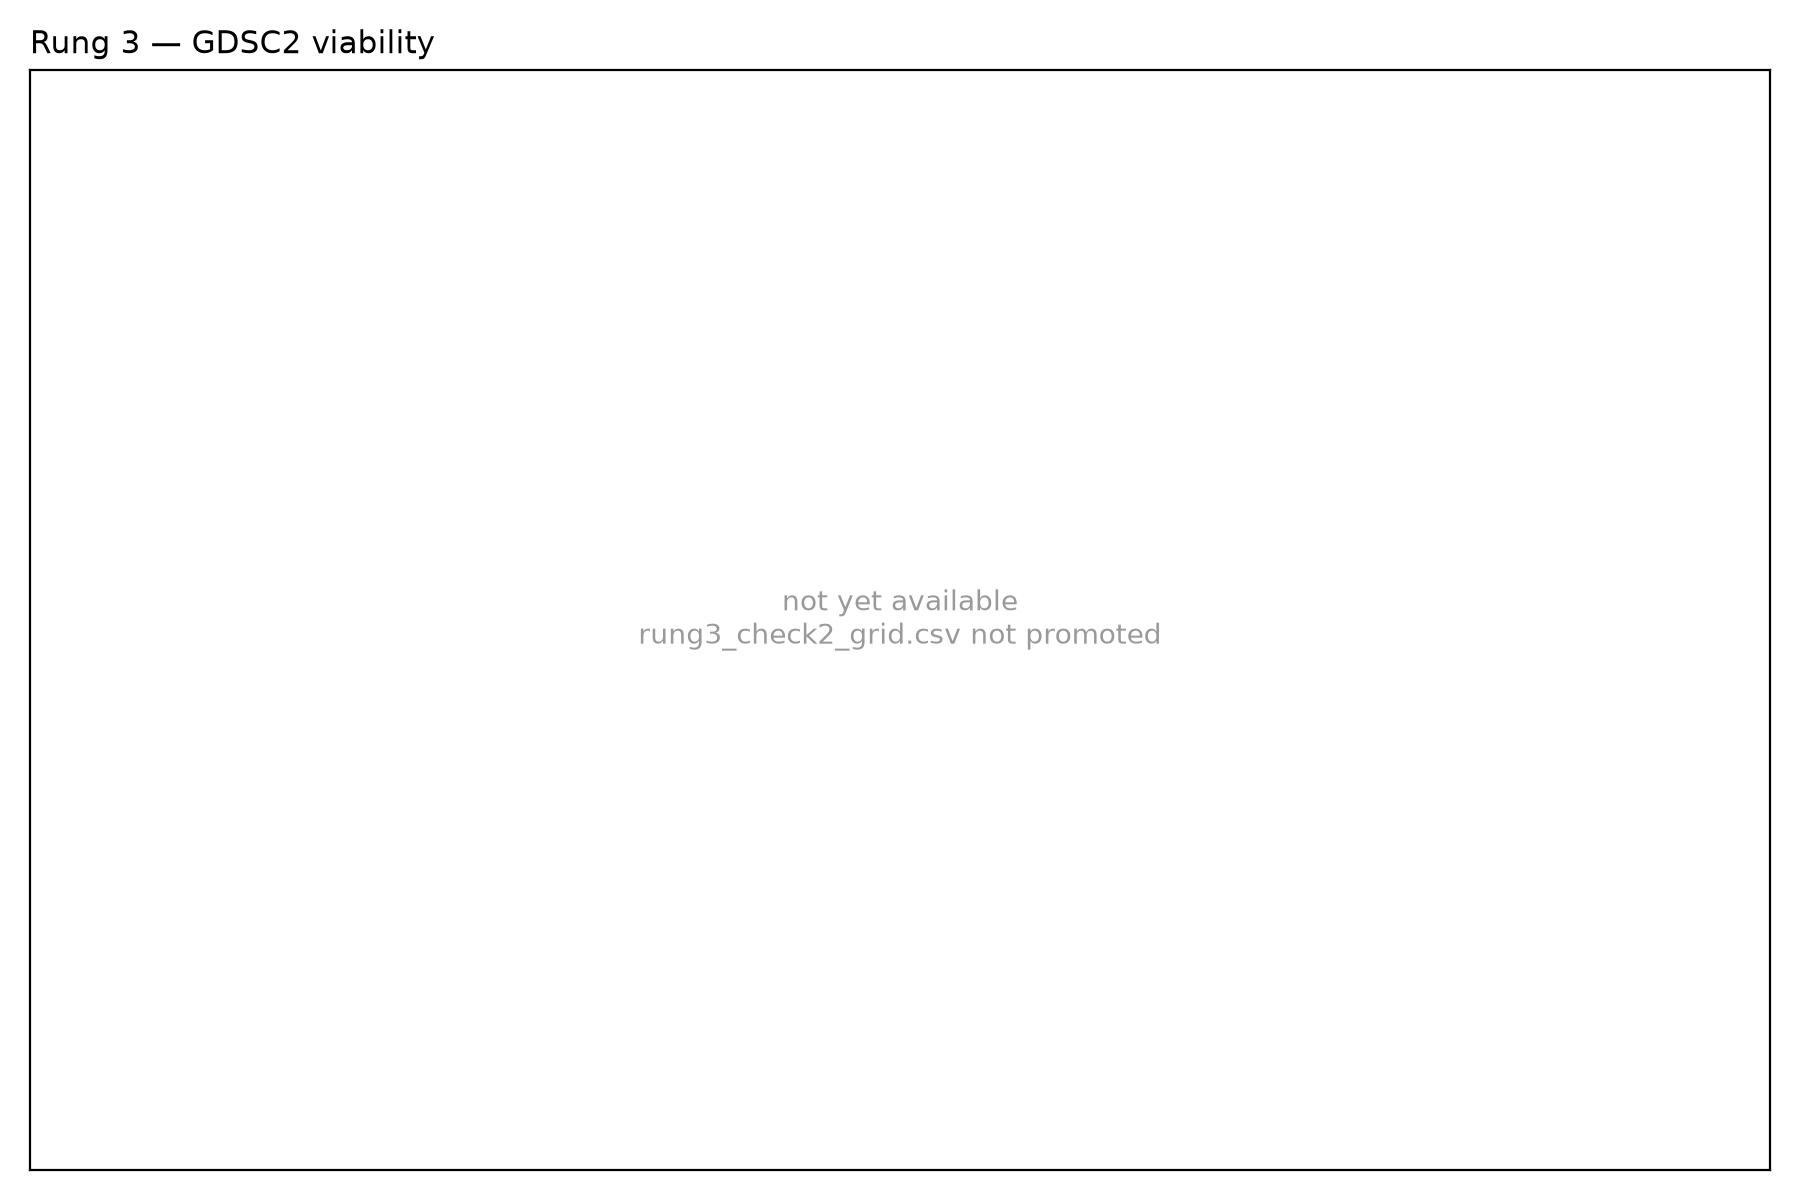 Rung 3 — GDSC2 viability
not yet available
rung3_check2_grid.csv not promoted